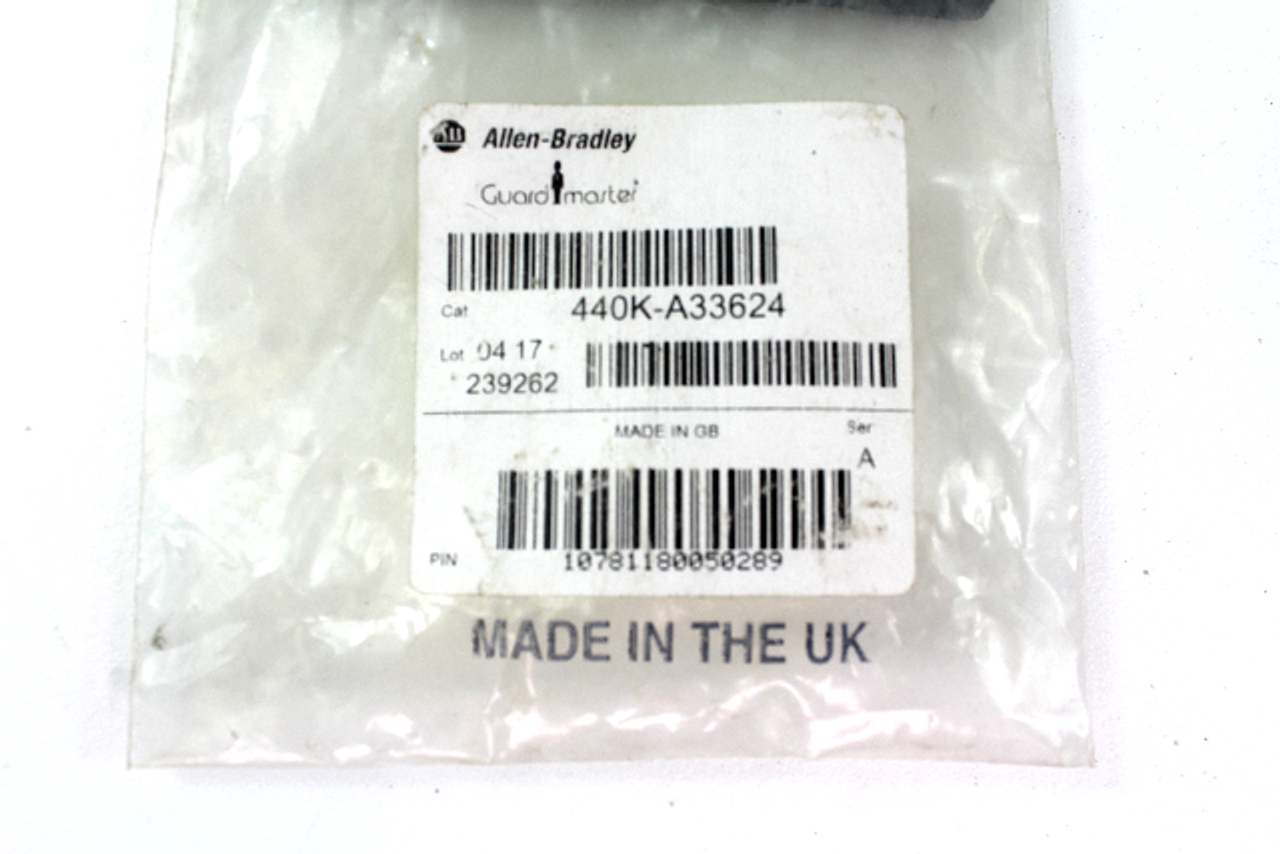 AB Allen-Bradley
Guardmaster
Cat 440K-A33624
Lot 04 17
239262
MADE IN GB Ser
A
PIN 10781180050289
MADE IN THE UK